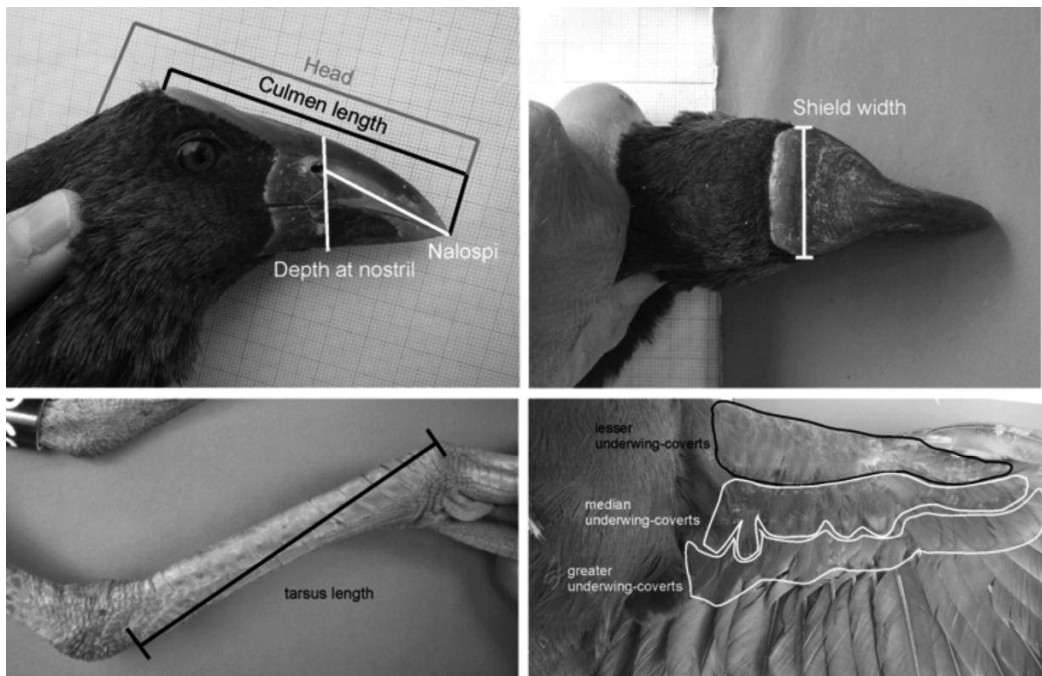 Head
Culmen length
Nalospi
Depth at nostril
Shield width
tarsus length
lesser
underwing-coverts
median
underwing-coverts
greater
underwing-coverts